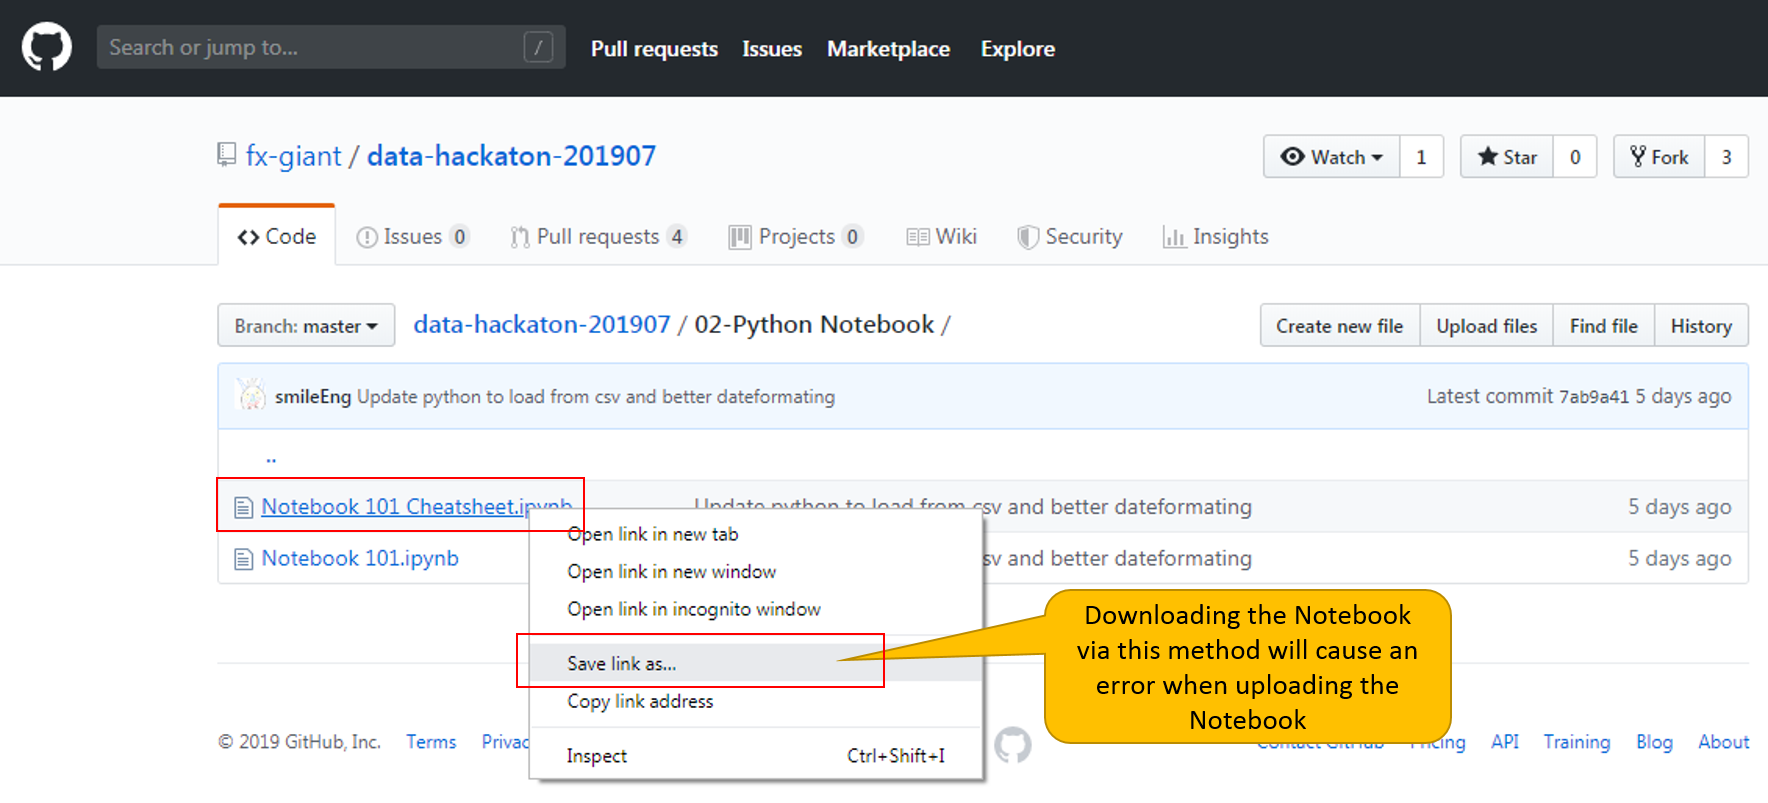 Search or jump to... /
Pull requests Issues Marketplace Explore
fx-giant / data-hackaton-201907
Watch 1 Star 0 Fork 3
Code Issues 0 Pull requests 4 Projects 0 Wiki Security Insights
Branch: master data-hackaton-201907 / 02-Python Notebook /
Create new file Upload files Find file History
smileEng Update python to load from csv and better dateformating
Latest commit 7ab9a41 5 days ago
..
Notebook 101 Cheatsheet.ipynb Update python to load from csv and better dateformating 5 days ago
Notebook 101.ipynb sv and better dateformating 5 days ago
Open link in new tab
Open link in new window
Open link in incognito window
Save link as...
Copy link address
Inspect Ctrl+Shift+I
Downloading the Notebook
via this method will cause an
error when uploading the
Notebook
© 2019 GitHub, Inc. Terms Privac Contact GitHub Pricing API Training Blog About